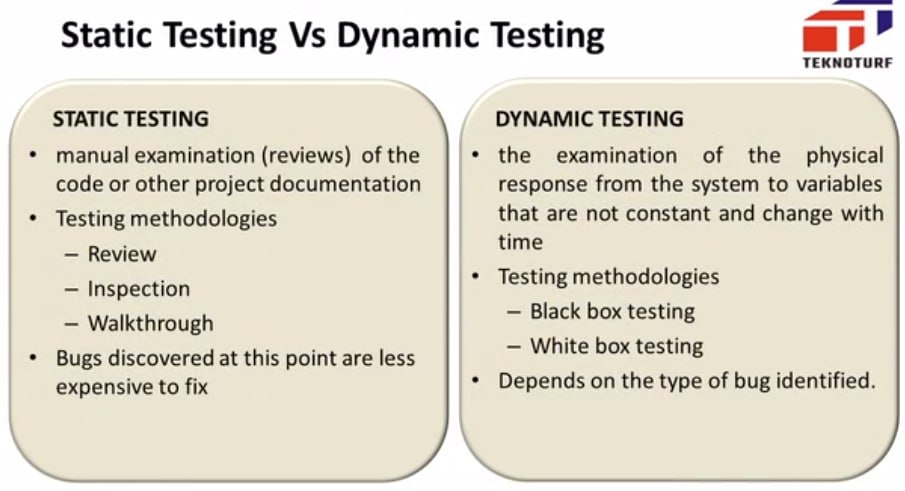 Static Testing Vs Dynamic Testing
TEKNOTURF
STATIC TESTING
• manual examination (reviews) of the
code or other project documentation
• Testing methodologies
– Review
– Inspection
– Walkthrough
• Bugs discovered at this point are less
expensive to fix
DYNAMIC TESTING
• the examination of the physical
response from the system to variables
that are not constant and change with
time
• Testing methodologies
– Black box testing
– White box testing
• Depends on the type of bug identified.